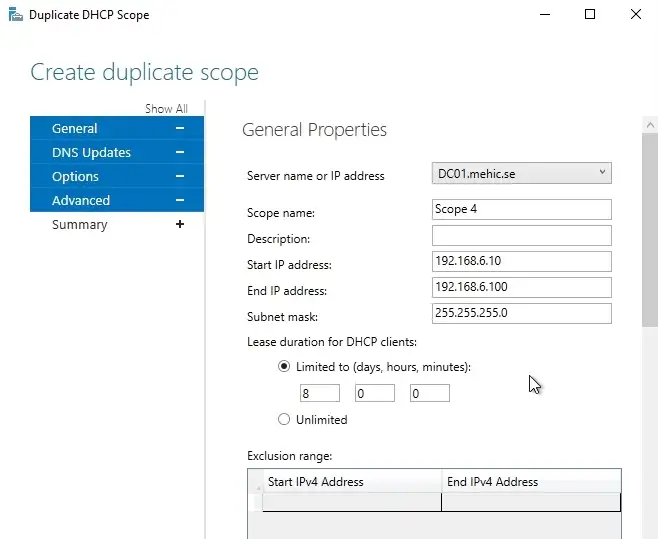 Duplicate DHCP Scope
Create duplicate scope
Show All
General
DNS Updates
Options
Advanced
Summary
General Properties
Server name or IP address
DC01.mehic.se
Scope name:
Scope 4
Description:
Start IP address:
192.168.6.10
End IP address:
192.168.6.100
Subnet mask:
255.255.255.0
Lease duration for DHCP clients:
Limited to (days, hours, minutes):
8 0 0
Unlimited
Exclusion range:
Start IPv4 Address End IPv4 Address